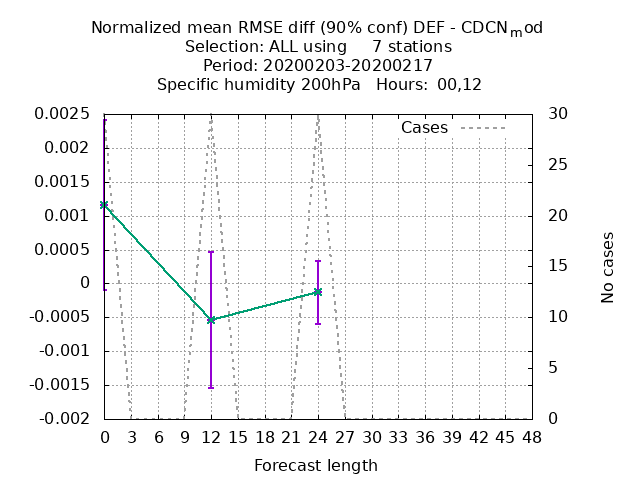 Normalized mean RMSE diff (90% conf) DEF - CDCNmod
Selection: ALL using     7 stations
Period: 20200203-20200217
Specific humidity 200hPa   Hours: 00,12
Cases
0.0025
0.002
0.0015
0.001
0.0005
0
-0.0005
-0.001
-0.0015
-0.002
30
25
20
15
10
5
0
No cases
0 3 6 9 12 15 18 21 24 27 30 33 36 39 42 45 48
Forecast length